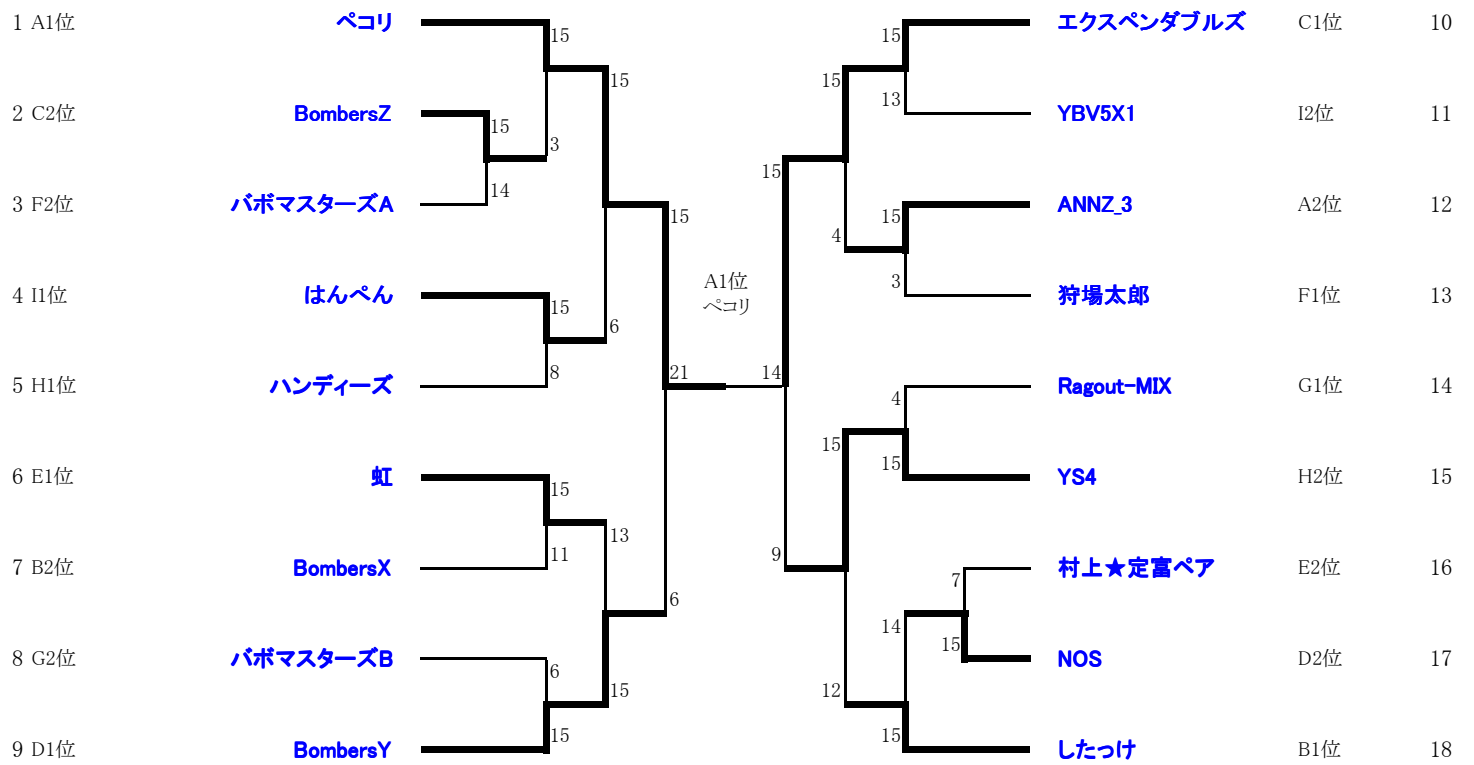 1 A1位 ペコリ 15 15 エクスペンダブルズ C1位 10
15 15
2 C2位 BombersZ 15 13 YBV5X1 I2位 11
3 15
3 F2位 バボマスターズA 14 15 ANNZ_3 A2位 12
15 4
A1位
ペコリ
4 I1位 はんぺん 15 3 狩場太郎 F1位 13
6
5 H1位 ハンディーズ 8 21 14 4 Ragout-MIX G1位 14
15
6 E1位 虹 15 15 YS4 H2位 15
13
7 B2位 BombersX 11 9 7 村上★定富ペア E2位 16
6 14
8 G2位 バボマスターズB 6 15 NOS D2位 17
15 12
9 D1位 BombersY 15 15 したっけ B1位 18